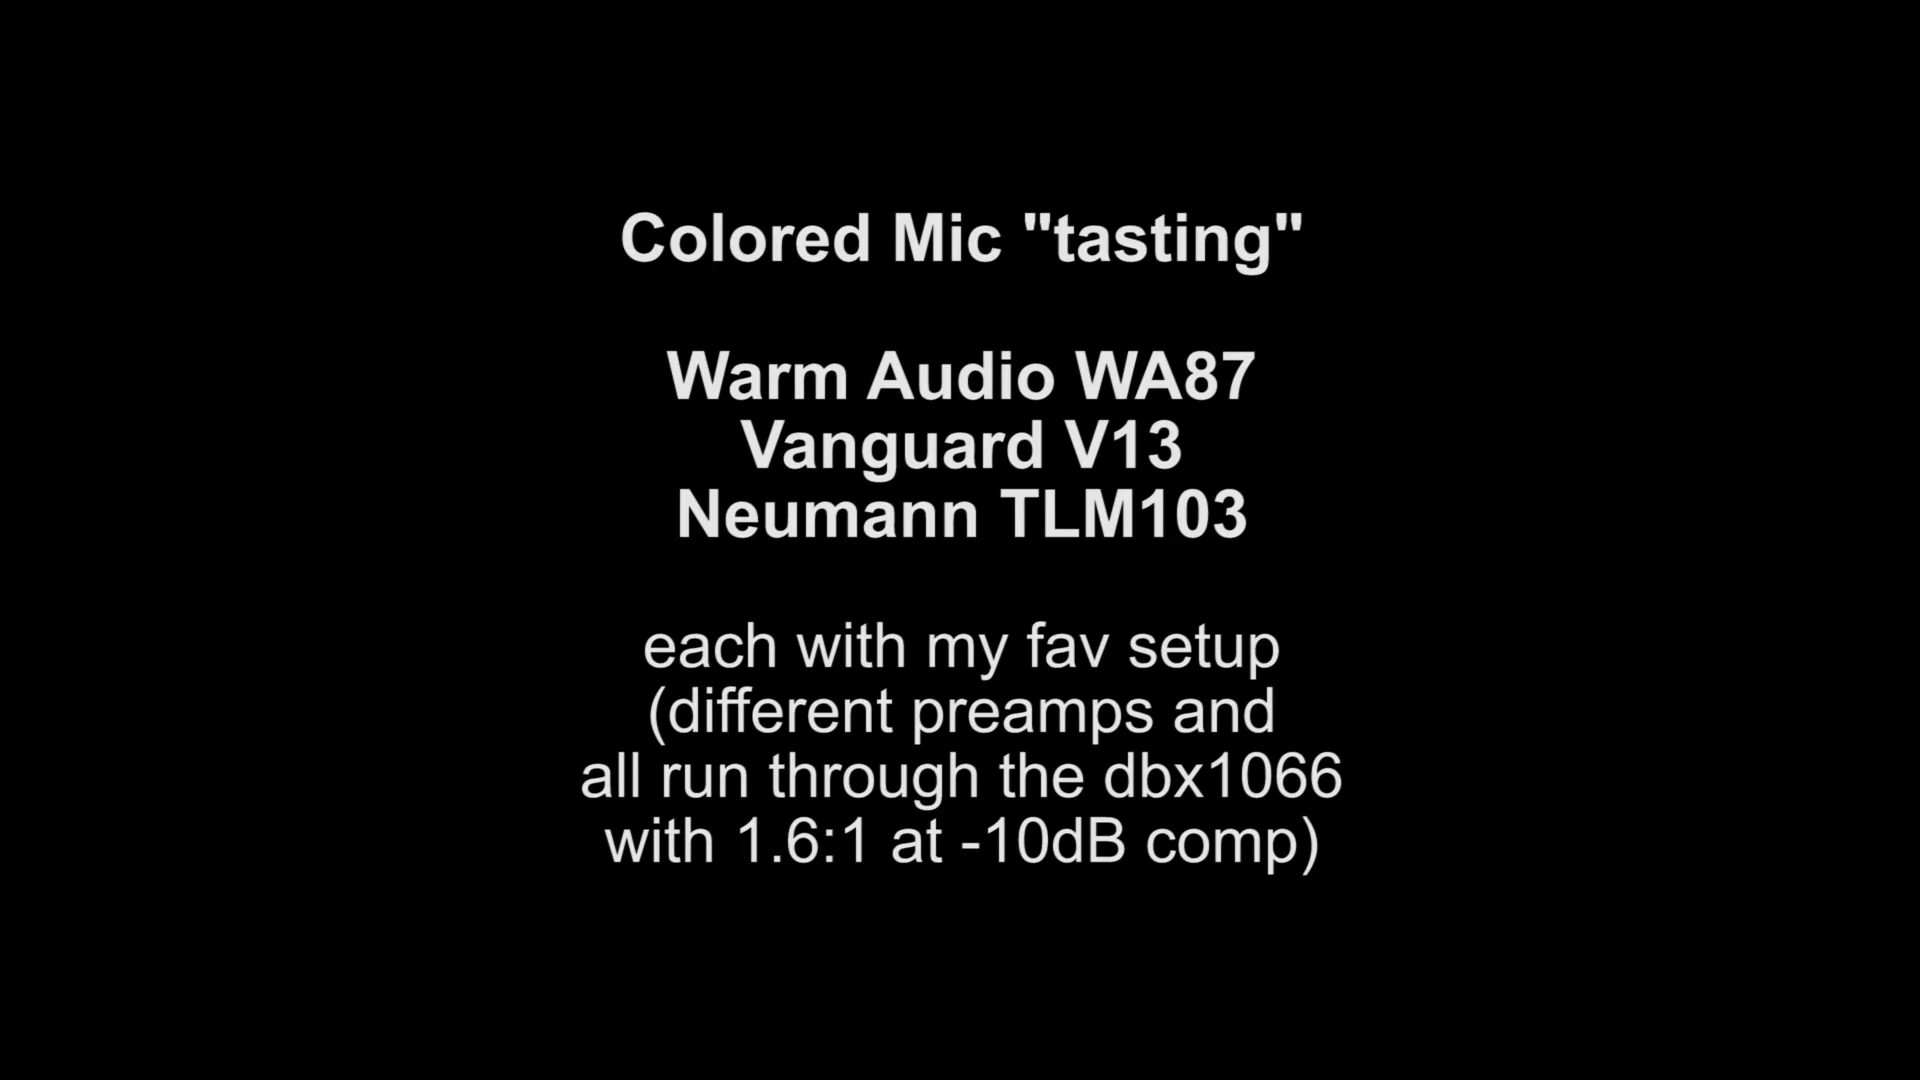 Colored Mic "tasting"
Warm Audio WA87
Vanguard V13
Neumann TLM103
each with my fav setup
(different preamps and
all run through the dbx1066
with 1.6:1 at -10dB comp)